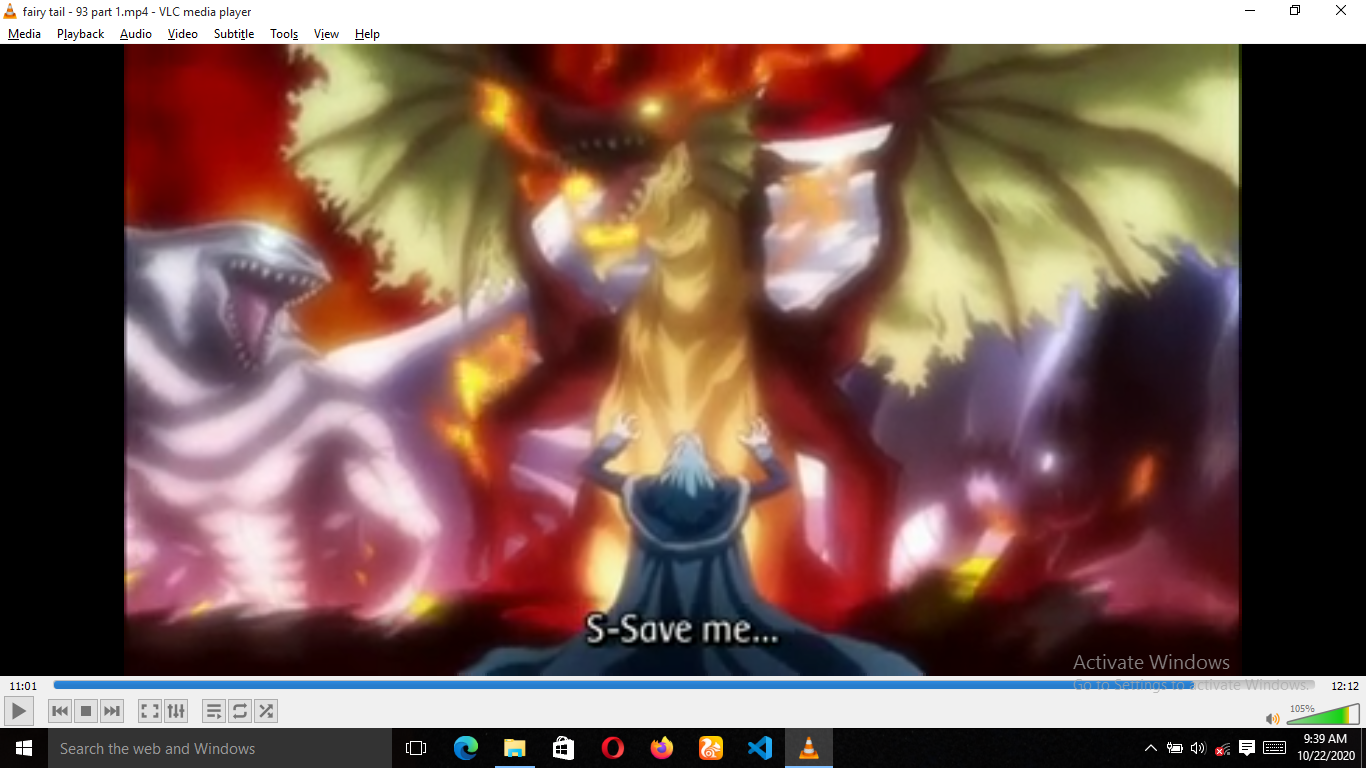 fairy tail - 93 part 1.mp4 - VLC media player
Media Playback Audio Video Subtitle Tools View Help
S-Save me...
Activate Windows
Go to Settings to activate Windows.
11:01 12:12
105%
Search the web and Windows
9:39 AM
10/22/2020